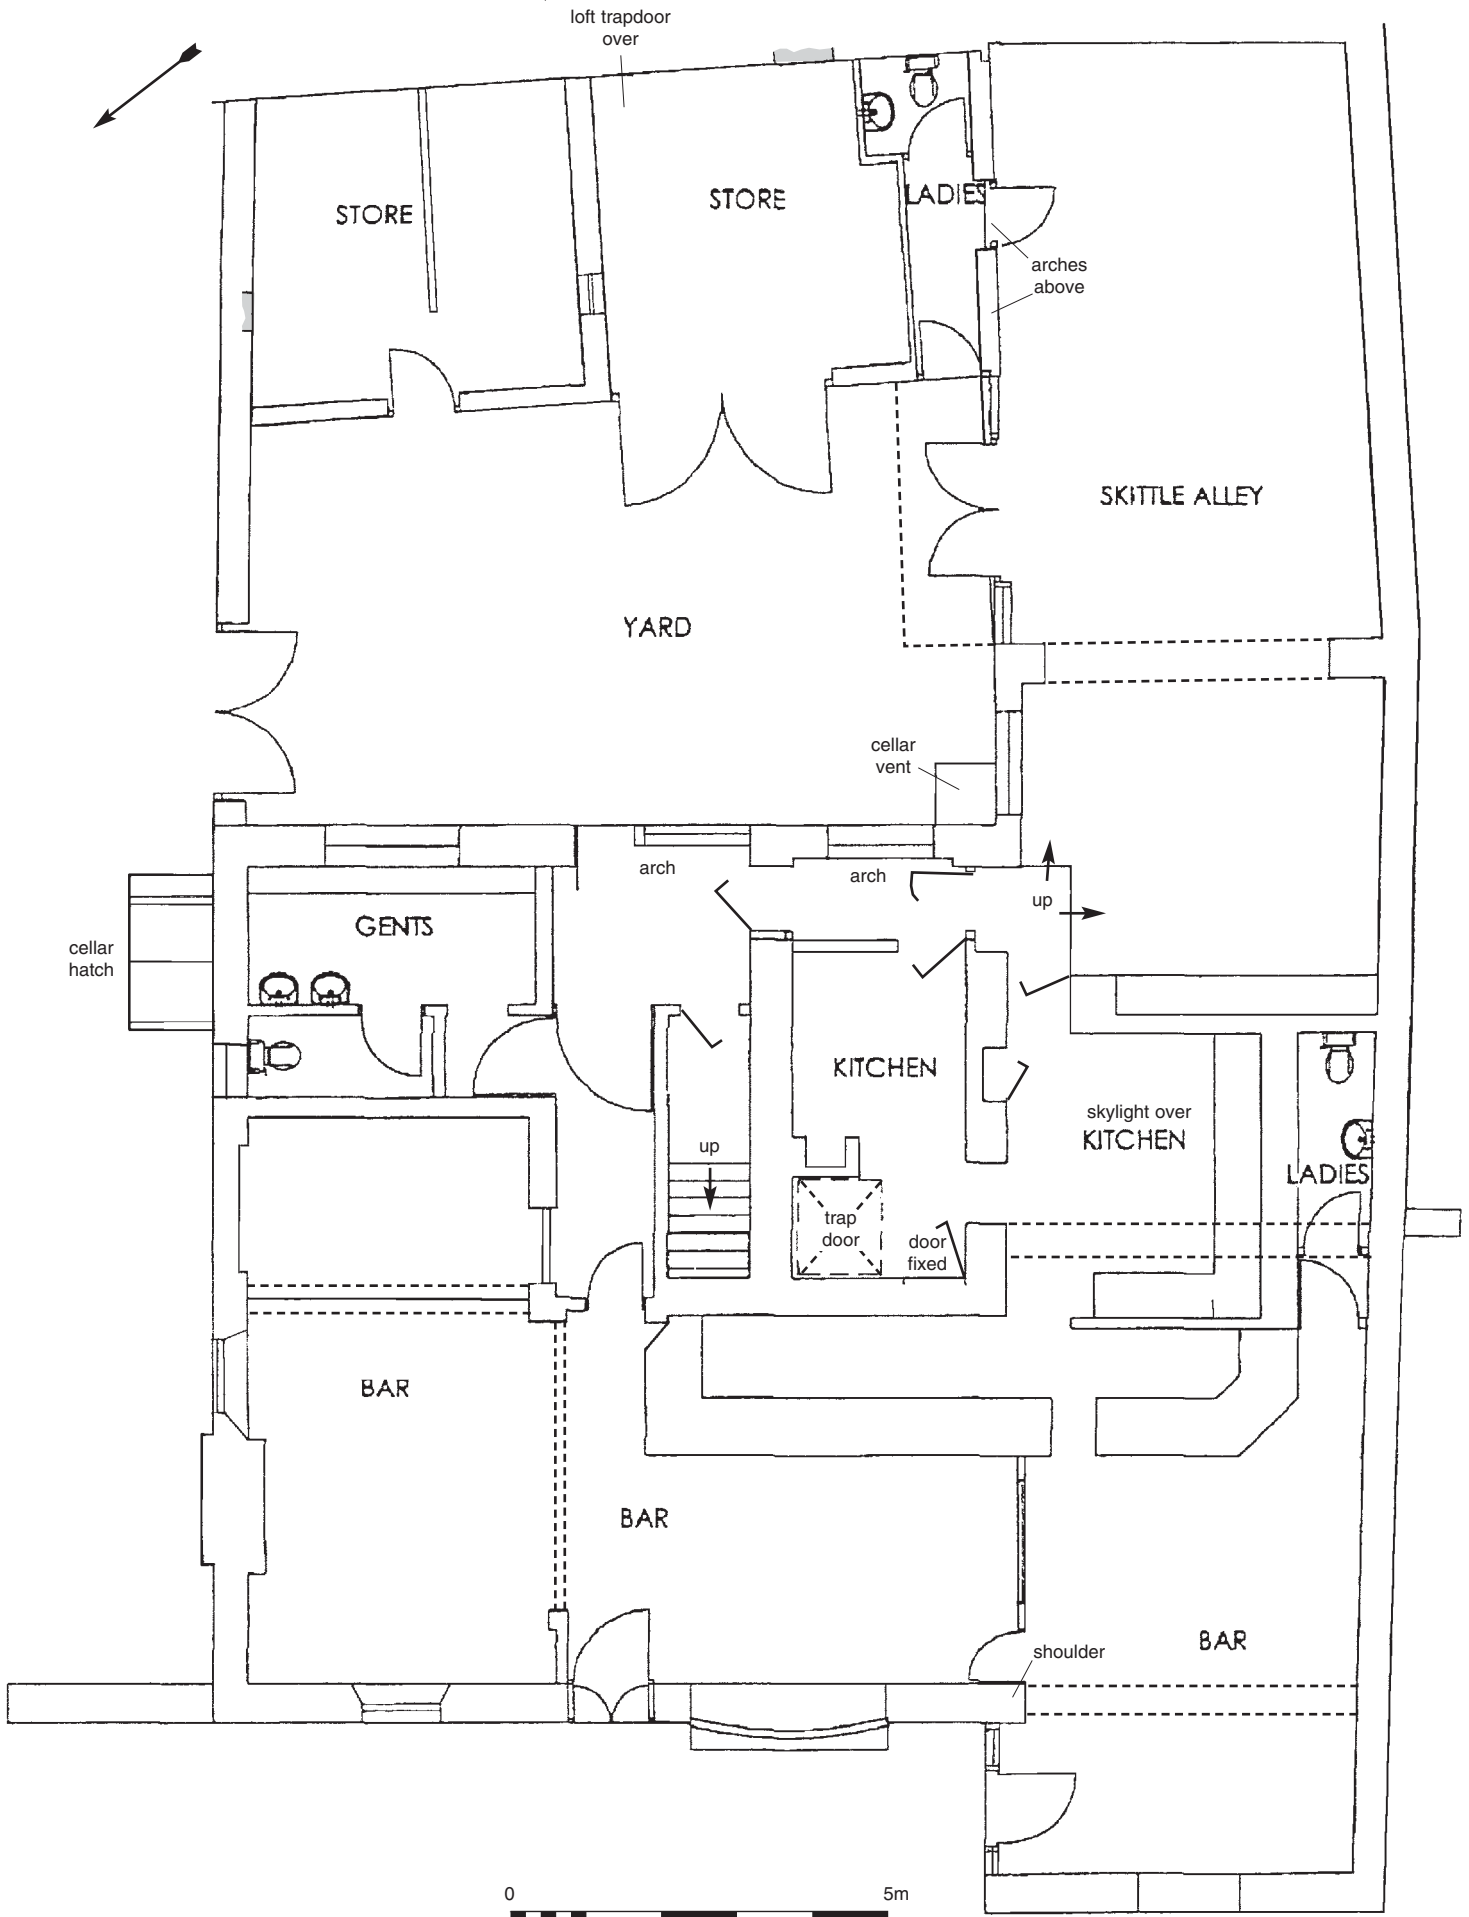 loft trapdoor
over
STORE
STORE
LADIES
arches
above
SKITTLE ALLEY
YARD
cellar
vent
arch
arch
up
GENTS
cellar
hatch
KITCHEN
skylight over
KITCHEN
up
LADIES
trap
door
door
fixed
BAR
BAR
BAR
shoulder
0
5m